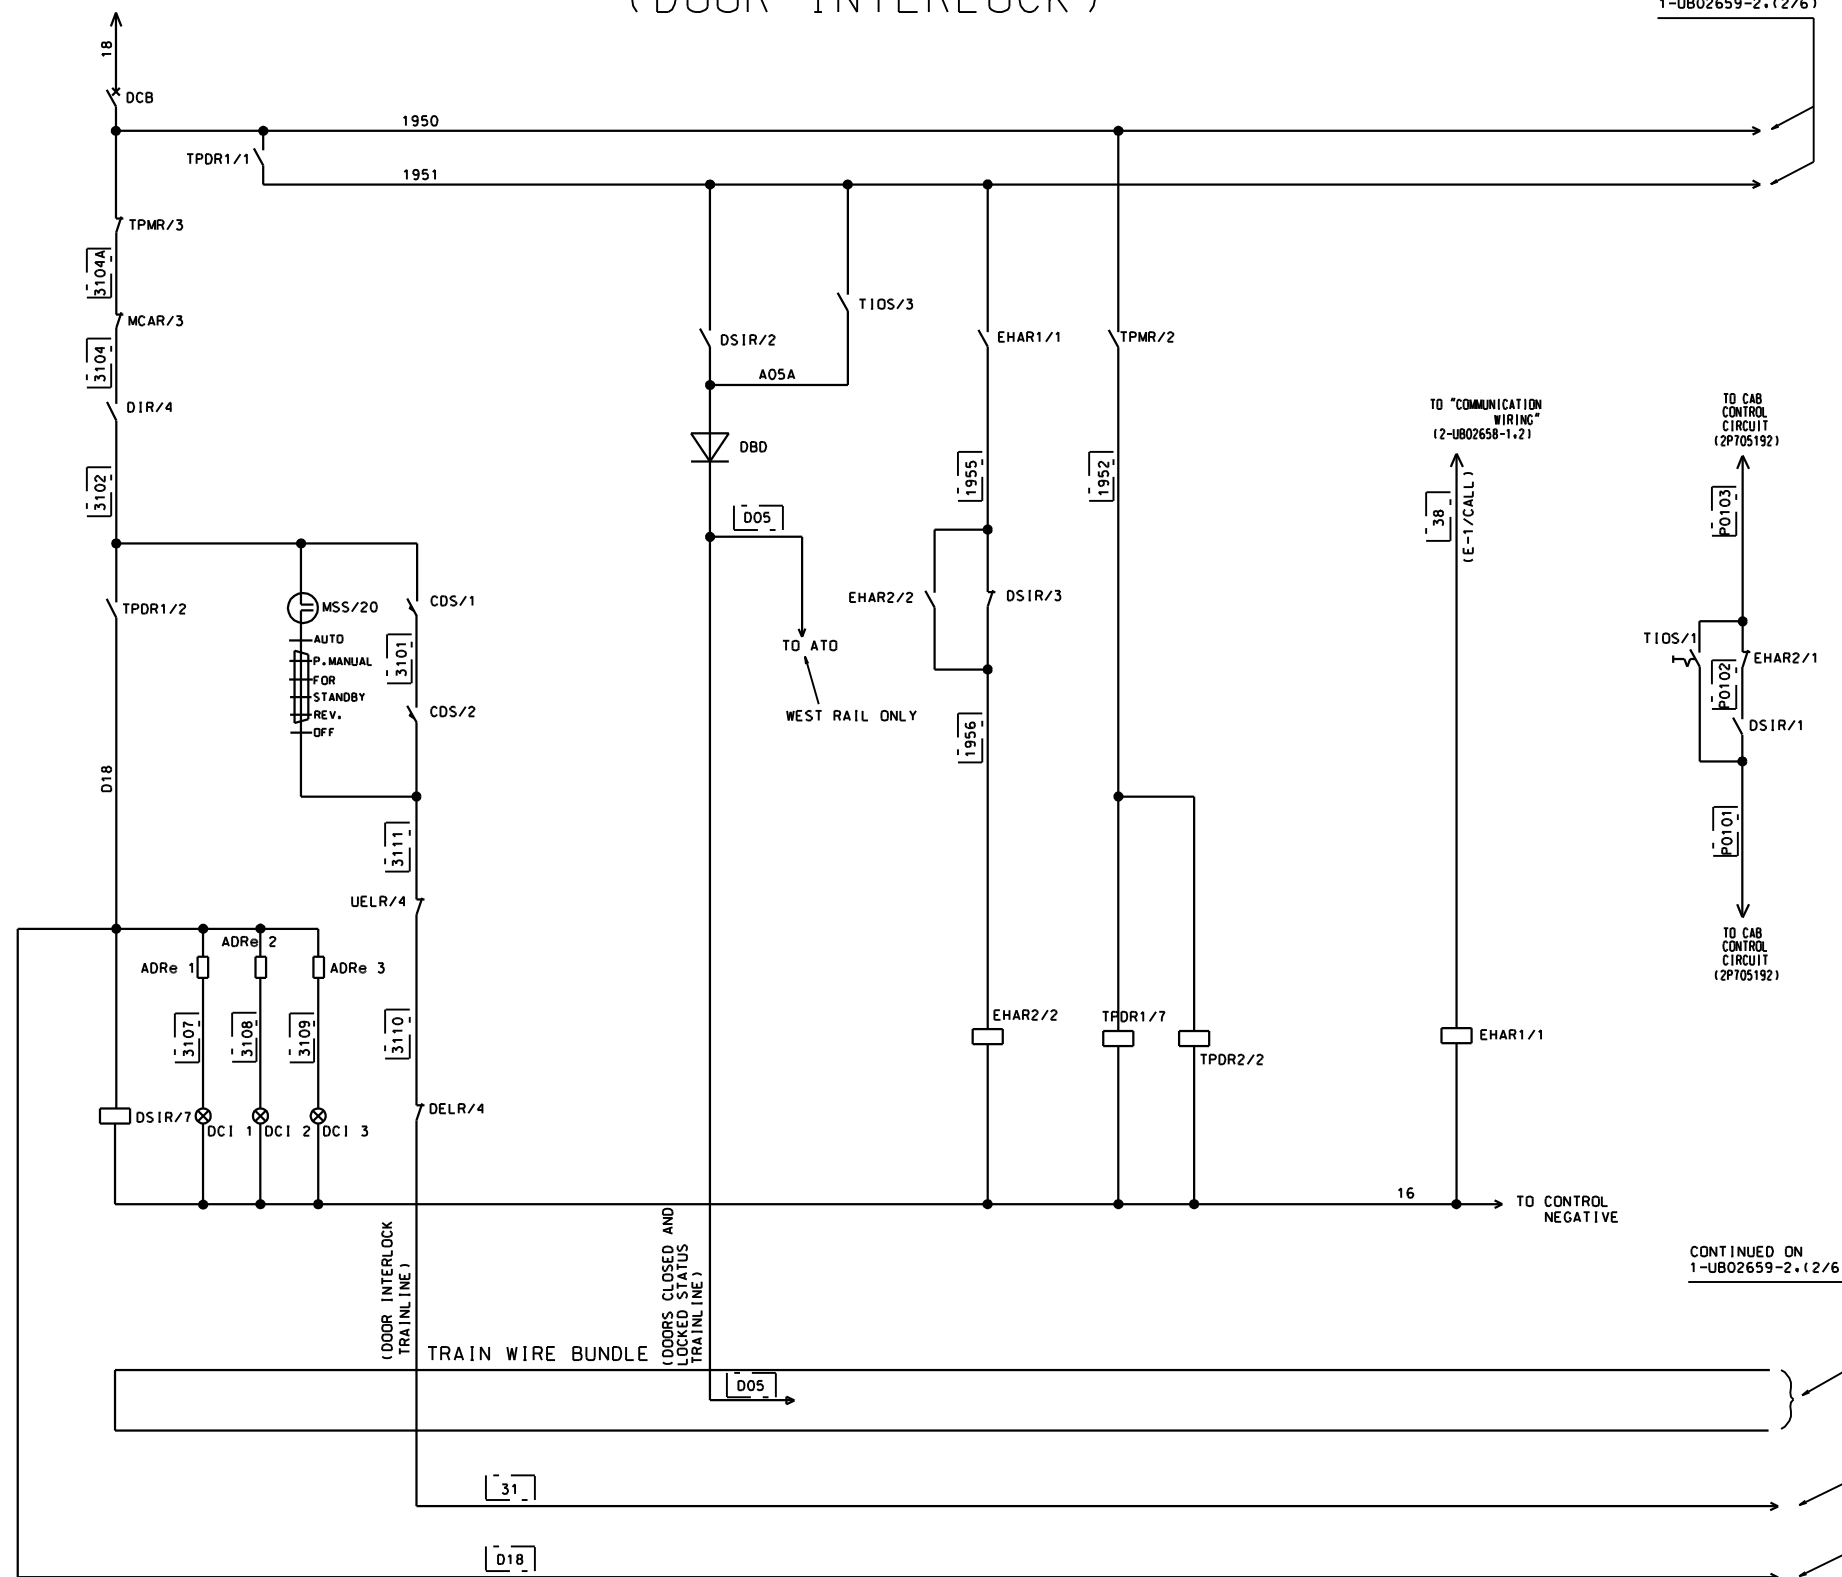 (DOOR INTERLOCK)
1-UB02659-2.(2/6)
18
DCB
1950
TPDR1/1
1951
TPMR/3
3104A
TIOS/3
MCAR/3
DSIR/2
EHAR1/1
TPMR/2
3104
A05A
DIR/4
TO "COMMUNICATION
WIRING"
(2-UB02658-1.2)
TO CAB
CONTROL
CIRCUIT
(2P705192)
DBD
3102
1955
1952
38
(E-1/CALL)
P0103
D05
TPDR1/2
MSS/20
CDS/1
EHAR2/2
DSIR/3
AUTO
P.MANUAL
FOR
STANDBY
REV.
OFF
3101
TO ATO
TIOS/1
EHAR2/1
P0102
CDS/2
WEST RAIL ONLY
1956
DSIR/1
D18
3111
P0101
UELR/4
TO CAB
CONTROL
CIRCUIT
(2P705192)
ADRe 2
ADRe 1
ADRe 3
3107
3108
3109
3110
EHAR2/2
TPDR1/7
EHAR1/1
TPDR2/2
DSIR/7
DCI 1
DCI 2
DCI 3
DELR/4
16
TO CONTROL
NEGATIVE
(DOOR INTERLOCK
TRAINLINE)
(DOORS CLOSED AND
LOCKED STATUS
TRAINLINE)
CONTINUED ON
1-UB02659-2.(2/6
TRAIN WIRE BUNDLE
D05
31
D18